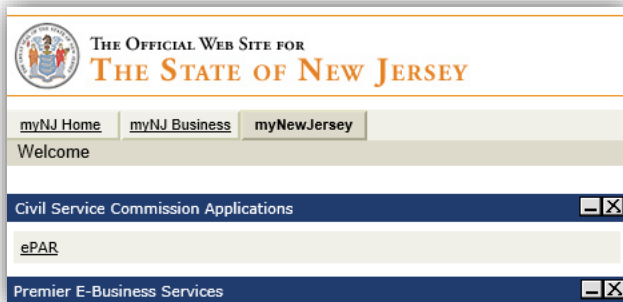 The Official Web Site for
The State of New Jersey
myNJ Home myNJ Business myNewJersey
Welcome
Civil Service Commission Applications
ePAR
Premier E-Business Services